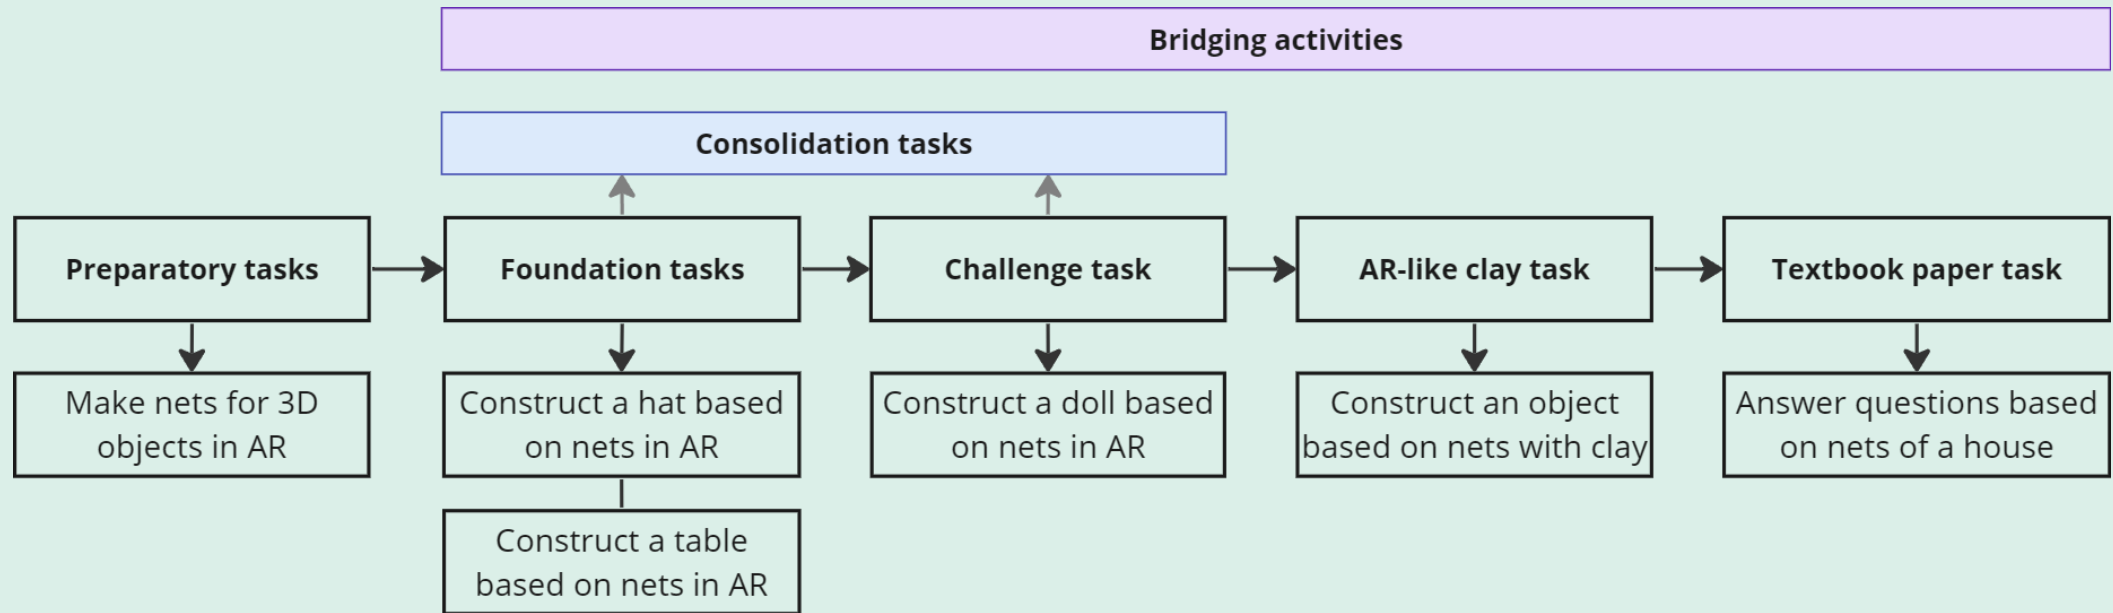 Bridging activities
Consolidation tasks
Preparatory tasks
Foundation tasks
Challenge task
AR-like clay task
Textbook paper task
Make nets for 3D
objects in AR
Construct a hat based
on nets in AR
Construct a doll based
on nets in AR
Construct an object
based on nets with clay
Answer questions based
on nets of a house
Construct a table
based on nets in AR